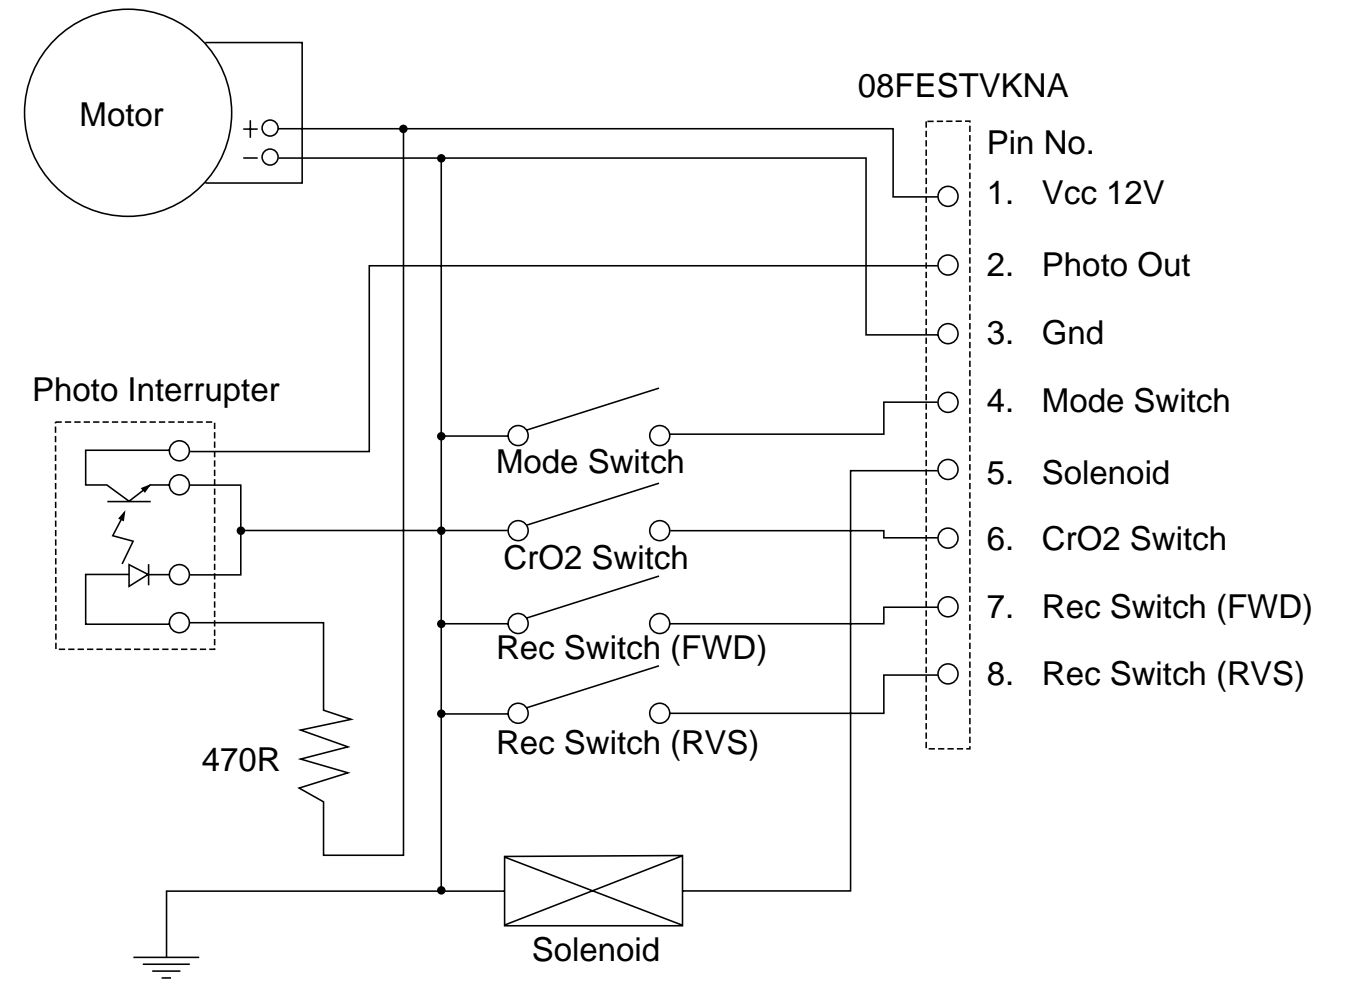 Motor
+
−
08FESTVKNA
Pin No.
1. Vcc 12V
2. Photo Out
3. Gnd
4. Mode Switch
5. Solenoid
6. CrO2 Switch
7. Rec Switch (FWD)
8. Rec Switch (RVS)
Photo Interrupter
Mode Switch
CrO2 Switch
Rec Switch (FWD)
Rec Switch (RVS)
470R
Solenoid